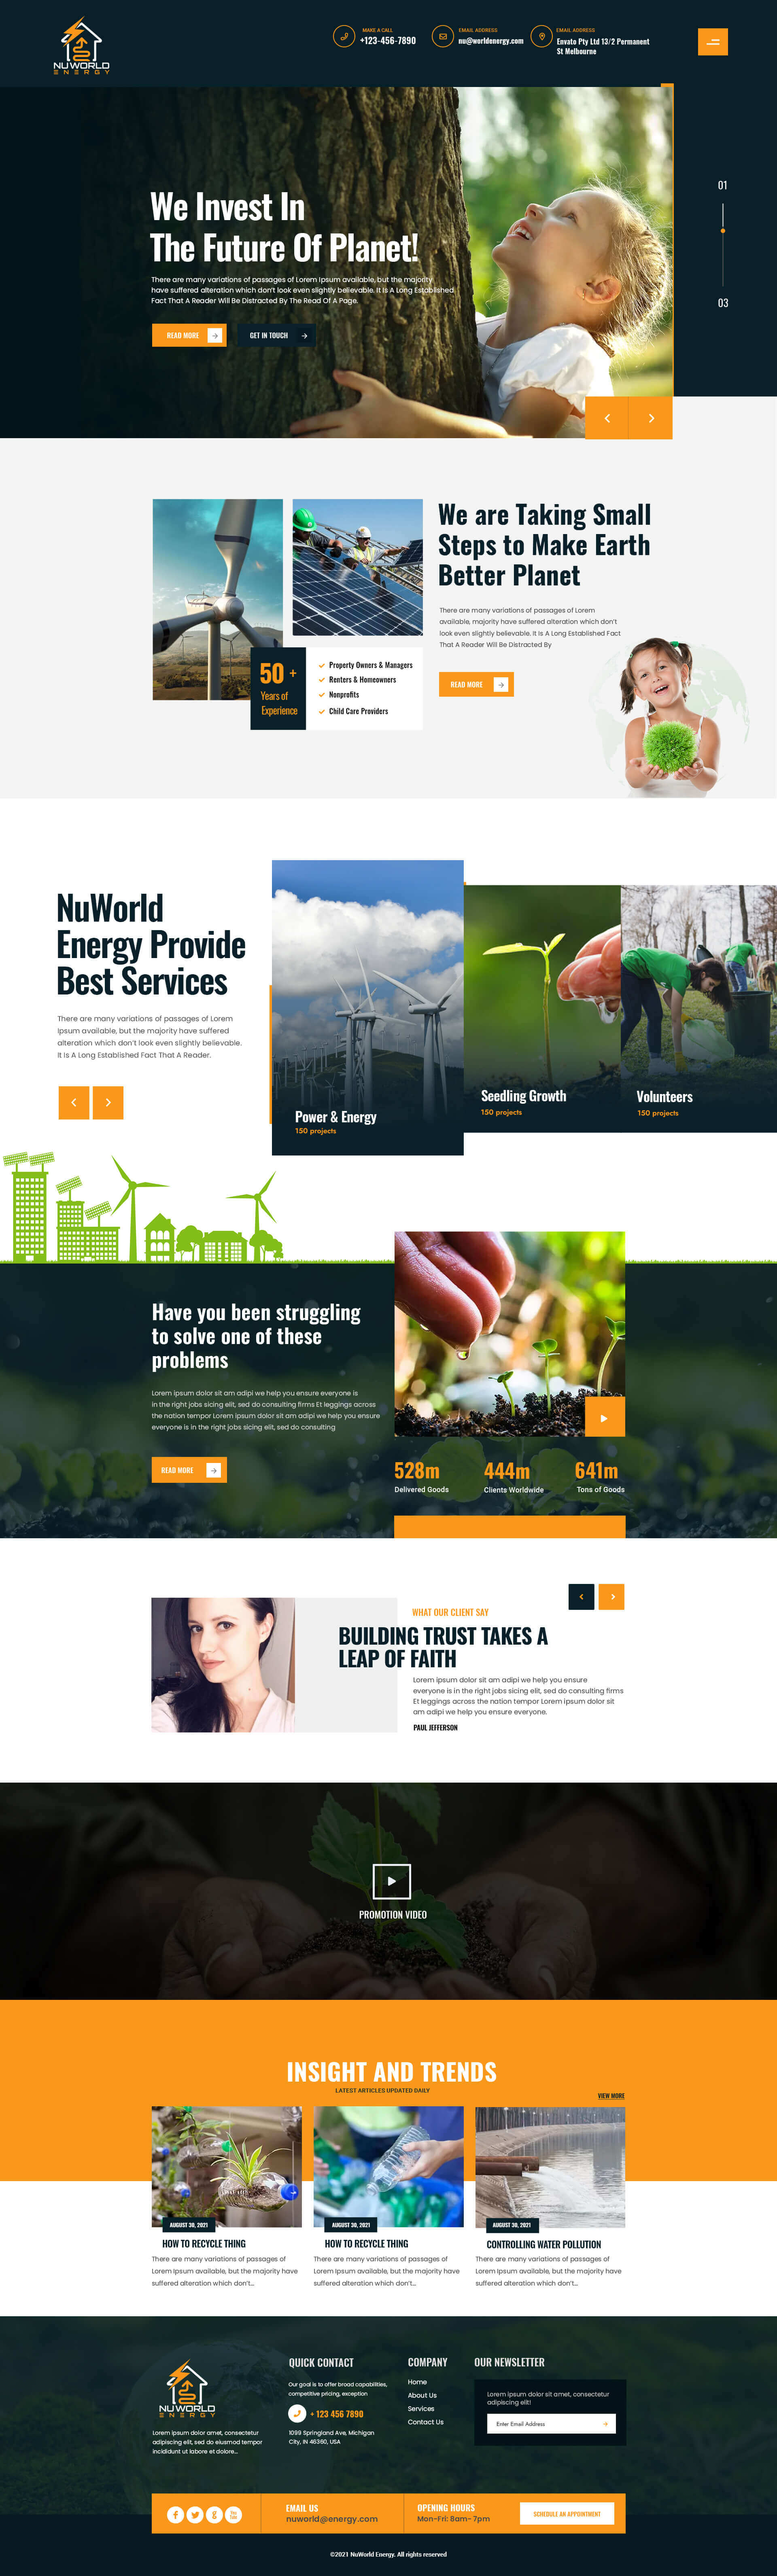 NUWORLD
ENERGY
MAKE A CALL
+123-456-7890
EMAIL ADDRESS
nu@worldenergy.com
EMAIL ADDRESS
Envato Pty Ltd 13/2 Permanent
St Melbourne
We Invest In
The Future Of Planet!
There are many variations of passages of Lorem Ipsum available, but the majority
have suffered alteration which don't look even slightly believable. It Is A Long Established
Fact That A Reader Will Be Distracted By The Read Of A Page.
READ MORE
GET IN TOUCH
01
03
We are Taking Small
Steps to Make Earth
Better Planet
There are many variations of passages of Lorem
available, majority have suffered alteration which don't
look even slightly believable. It Is A Long Established Fact
That A Reader Will Be Distracted By
READ MORE
50 +
Years of
Experience
Property Owners & Managers
Renters & Homeowners
Nonprofits
Child Care Providers
NuWorld
Energy Provide
Best Services
There are many variations of passages of Lorem
Ipsum available, but the majority have suffered
alteration which don't look even slightly believable.
It Is A Long Established Fact That A Reader.
Power & Energy
150 projects
Seedling Growth
150 projects
Volunteers
150 projects
Have you been struggling
to solve one of these
problems
Lorem ipsum dolor sit am adipi we help you ensure everyone is
in the right jobs sicing elit, sed do consulting firms Et leggings across
the nation tempor Lorem ipsum dolor sit am adipi we help you ensure
everyone is in the right jobs sicing elit, sed do consulting
READ MORE
528m
Delivered Goods
444m
Clients Worldwide
641m
Tons of Goods
WHAT OUR CLIENT SAY
BUILDING TRUST TAKES A
LEAP OF FAITH
Lorem ipsum dolor sit am adipi we help you ensure
everyone is in the right jobs sicing elit, sed do consulting firms
Et leggings across the nation tempor Lorem ipsum dolor sit
am adipi we help you ensure everyone.
PAUL JEFFERSON
PROMOTION VIDEO
INSIGHT AND TRENDS
LATEST ARTICLES UPDATED DAILY
VIEW MORE
AUGUST 30, 2021
HOW TO RECYCLE THING
There are many variations of passages of
Lorem Ipsum available, but the majority have
suffered alteration which don't...
AUGUST 30, 2021
HOW TO RECYCLE THING
There are many variations of passages of
Lorem Ipsum available, but the majority have
suffered alteration which don't...
AUGUST 30, 2021
CONTROLLING WATER POLLUTION
There are many variations of passages of
Lorem Ipsum available, but the majority have
suffered alteration which don't...
NUWORLD
ENERGY
Lorem ipsum dolor amet, consectetur
adipiscing elit, sed do eiusmod tempor
incididunt ut labore et dolore...
QUICK CONTACT
Our goal is to offer broad capabilities,
competitive pricing, exception
+ 123 456 7890
1099 Springland Ave, Michigan
City, IN 46360, USA
COMPANY
Home
About Us
Services
Contact Us
OUR NEWSLETTER
Lorem ipsum dolor sit amet, consectetur
adipiscing elit!
Enter Email Address
You
Tube
EMAIL US
nuworld@energy.com
OPENING HOURS
Mon-Fri: 8am- 7pm
SCHEDULE AN APPOINTMENT
©2021 NuWorld Energy. All rights reserved